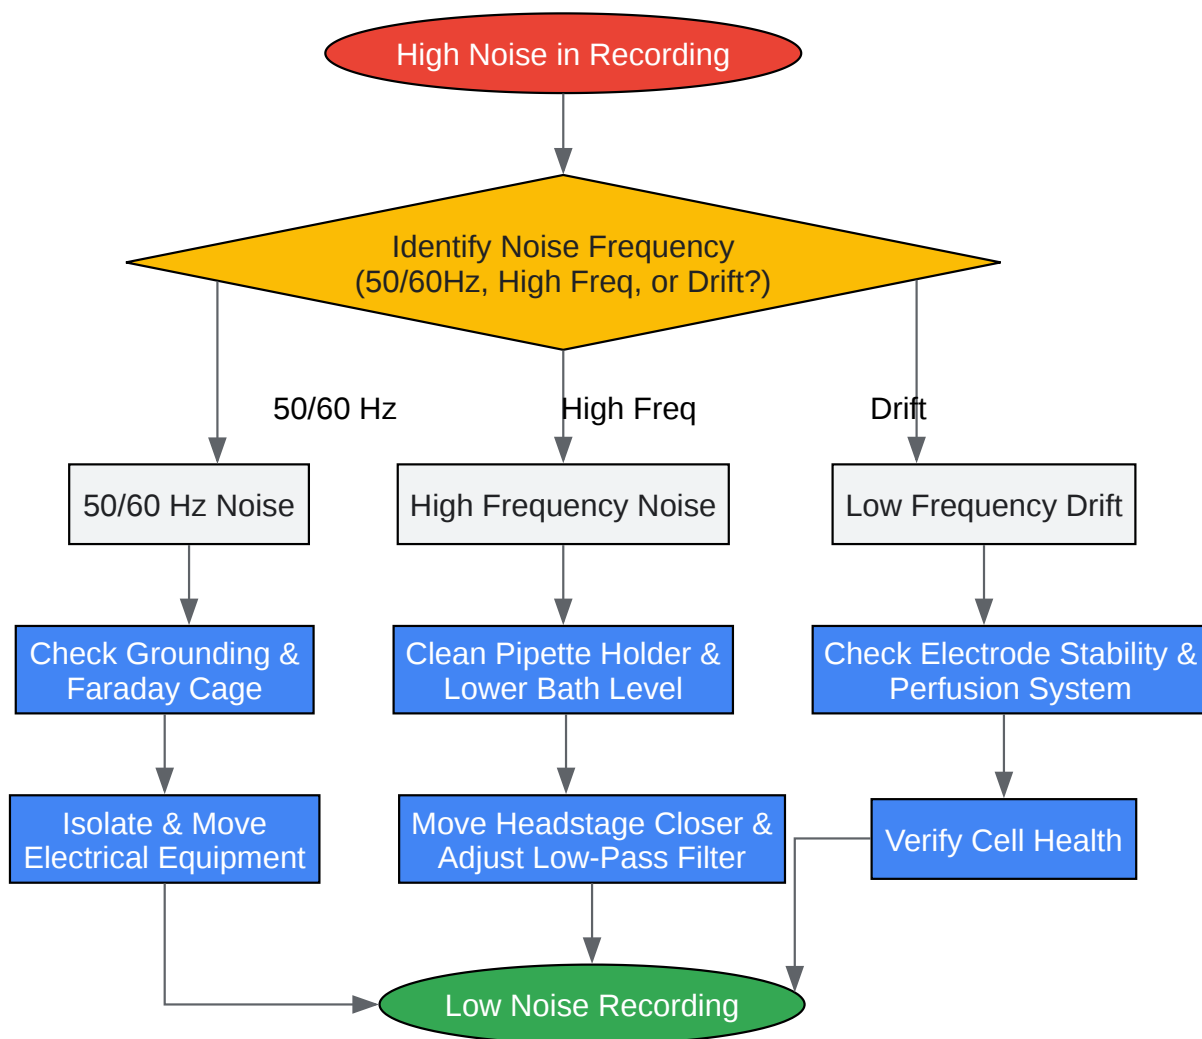 High Noise in Recording
Identify Noise Frequency
(50/60Hz, High Freq, or Drift?)
50/60 Hz
High Freq
Drift
50/60 Hz Noise
High Frequency Noise
Low Frequency Drift
Check Grounding &
Faraday Cage
Clean Pipette Holder &
Lower Bath Level
Check Electrode Stability &
Perfusion System
Isolate & Move
Electrical Equipment
Move Headstage Closer &
Adjust Low-Pass Filter
Verify Cell Health
Low Noise Recording